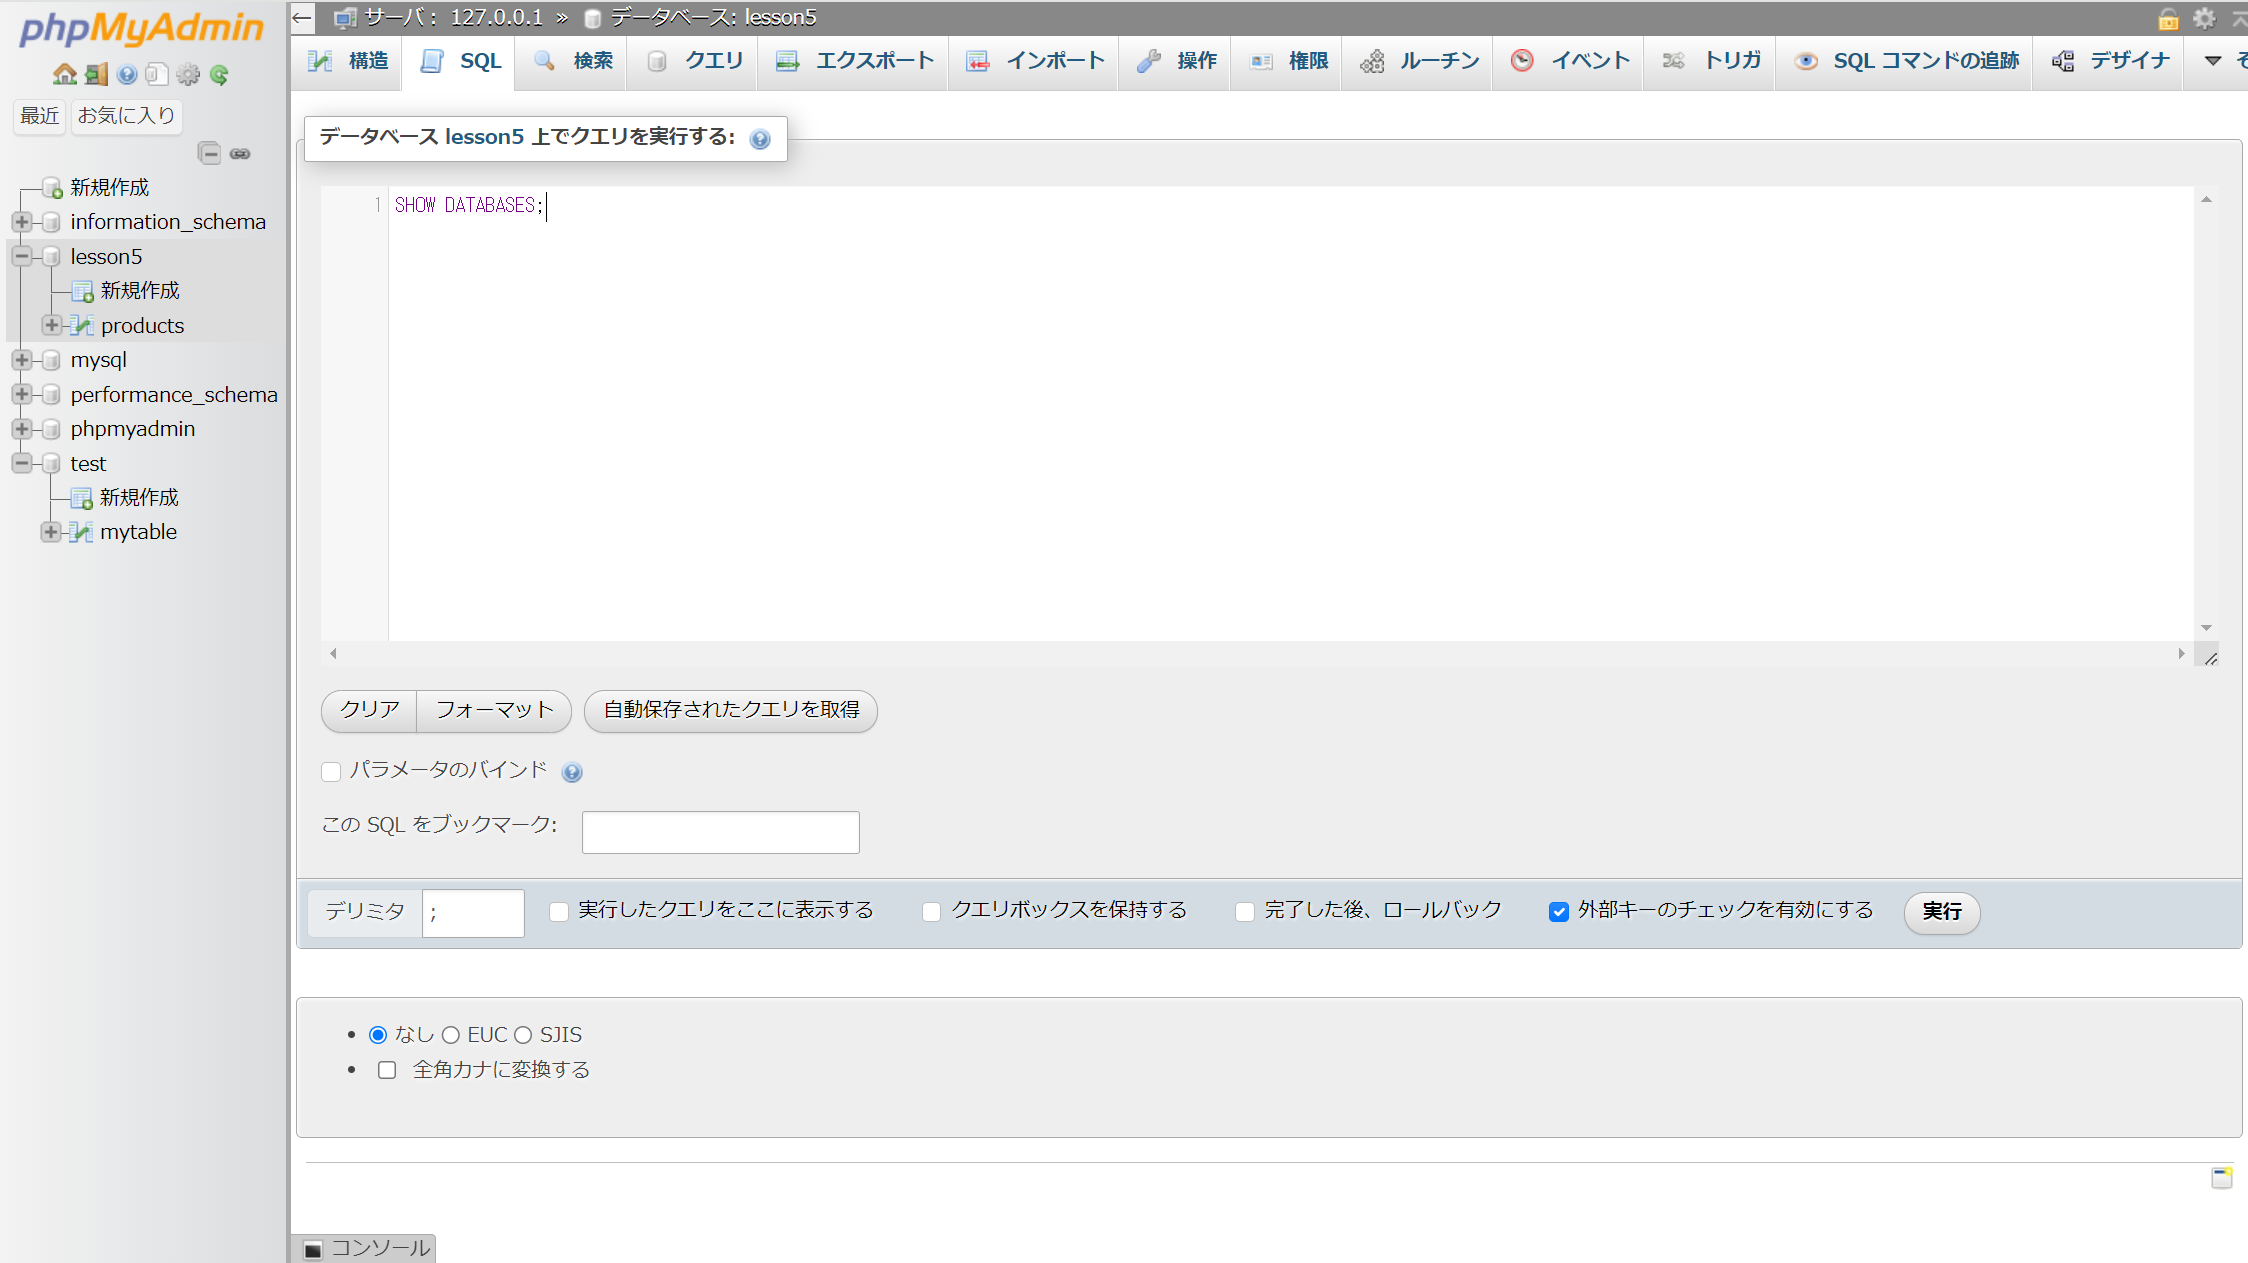 phpMyAdmin
最近 お気に入り
新規作成
information_schema
lesson5
新規作成
products
mysql
performance_schema
phpmyadmin
test
新規作成
mytable
サーバ: 127.0.0.1 » データベース: lesson5
構造 SQL 検索 クエリ エクスポート インポート 操作 権限 ルーチン イベント トリガ SQL コマンドの追跡 デザイナ
データベース lesson5 上でクエリを実行する:
1 SHOW DATABASES;
クリア フォーマット 自動保存されたクエリを取得
パラメータのバインド
この SQL をブックマーク:
デリミタ ; 実行したクエリをここに表示する クエリボックスを保持する 完了した後、ロールバック 外部キーのチェックを有効にする 実行
なし EUC SJIS
全角カナに変換する
コンソール